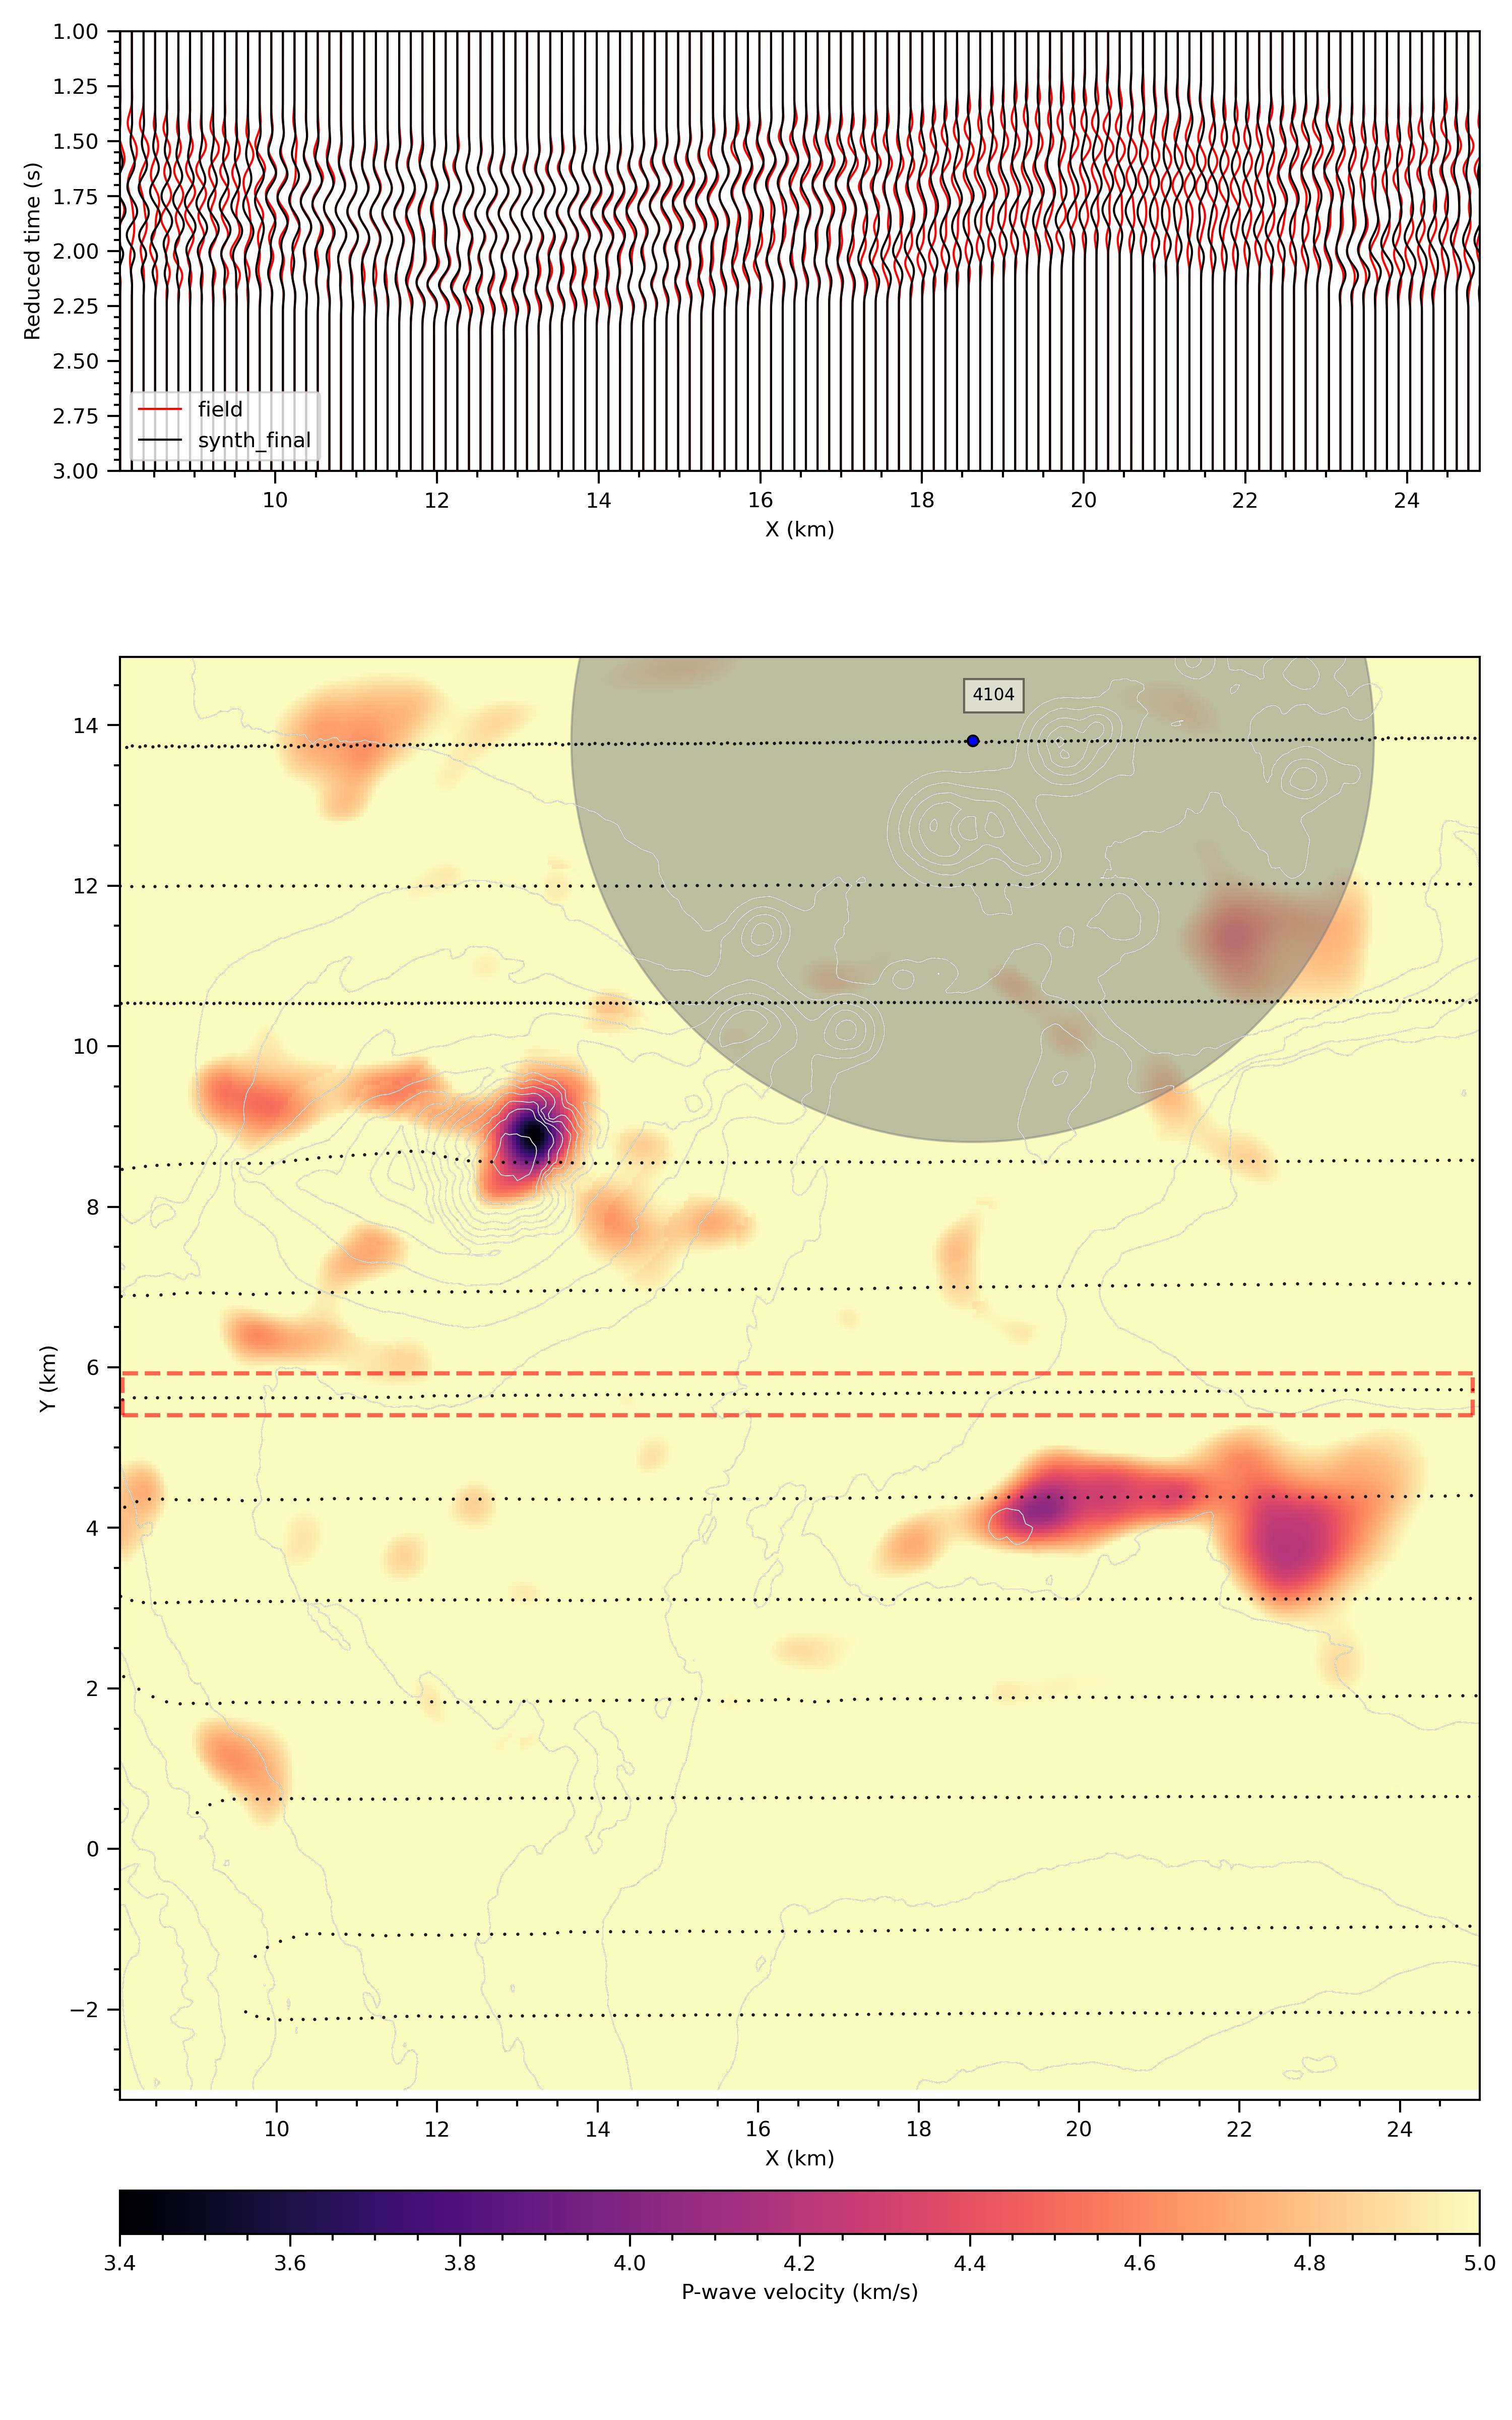 1.00
1.25
1.50
1.75
2.00
2.25
2.50
2.75
3.00
Reduced time (s)
field
synth_final
10 12 14 16 18 20 22 24
X (km)
4104
14
12
10
8
6
4
2
0
−2
Y (km)
10 12 14 16 18 20 22 24
X (km)
3.4 3.6 3.8 4.0 4.2 4.4 4.6 4.8 5.0
P-wave velocity (km/s)